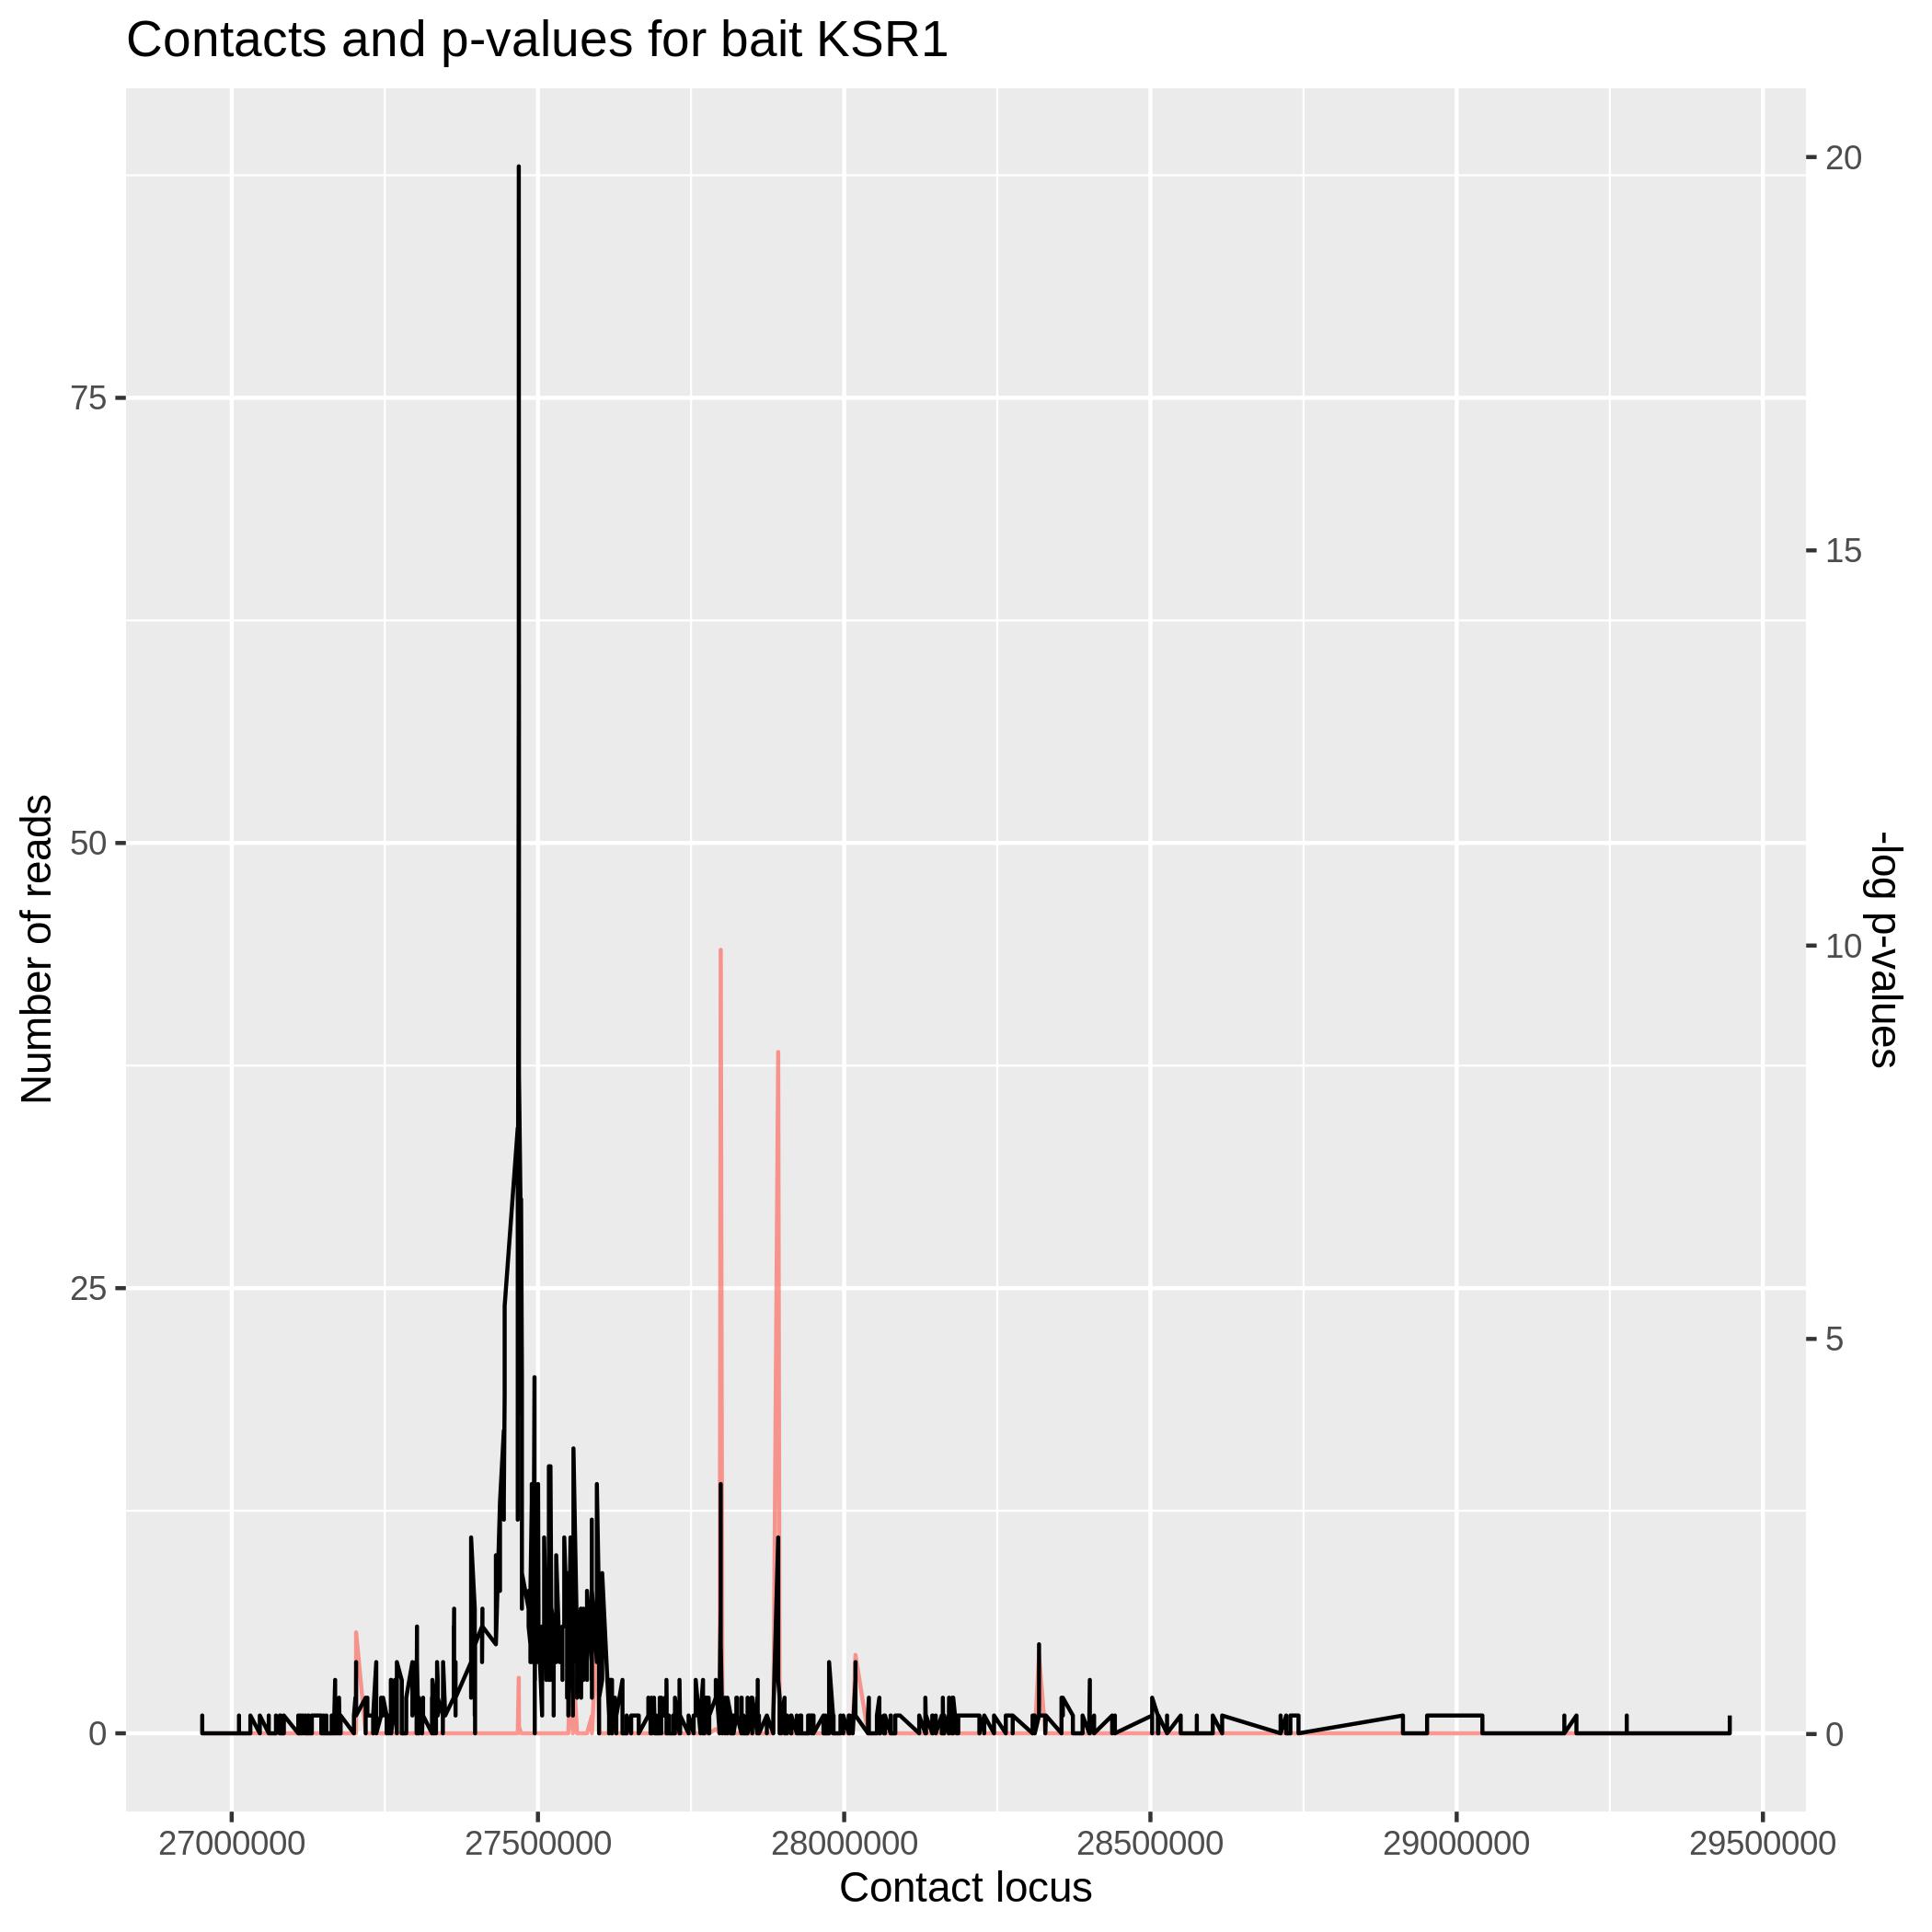 Contacts and p-values for bait KSR1
Number of reads
75
50
25
0
20
15
10
5
0
-log p-values
27000000 27500000 28000000 28500000 29000000 29500000
Contact locus